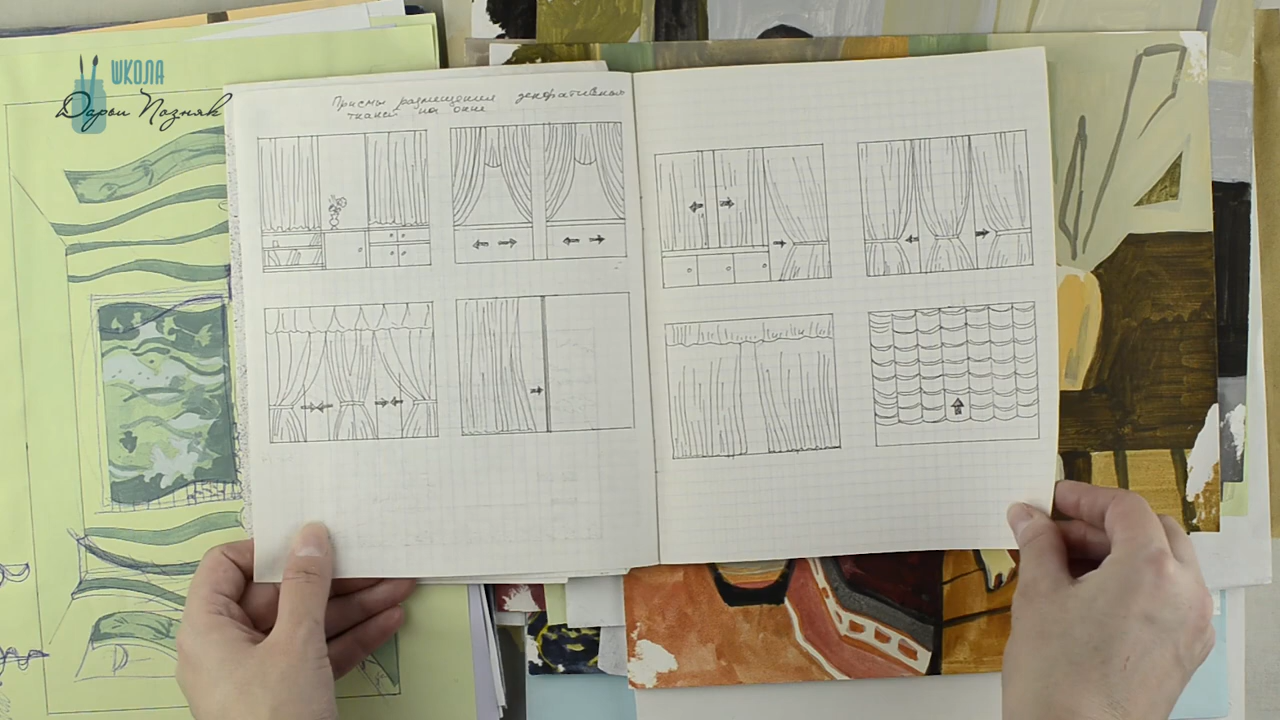 ШКОЛА
Дарьи Позняк
Приемы размещения декоративной
ткани на окне